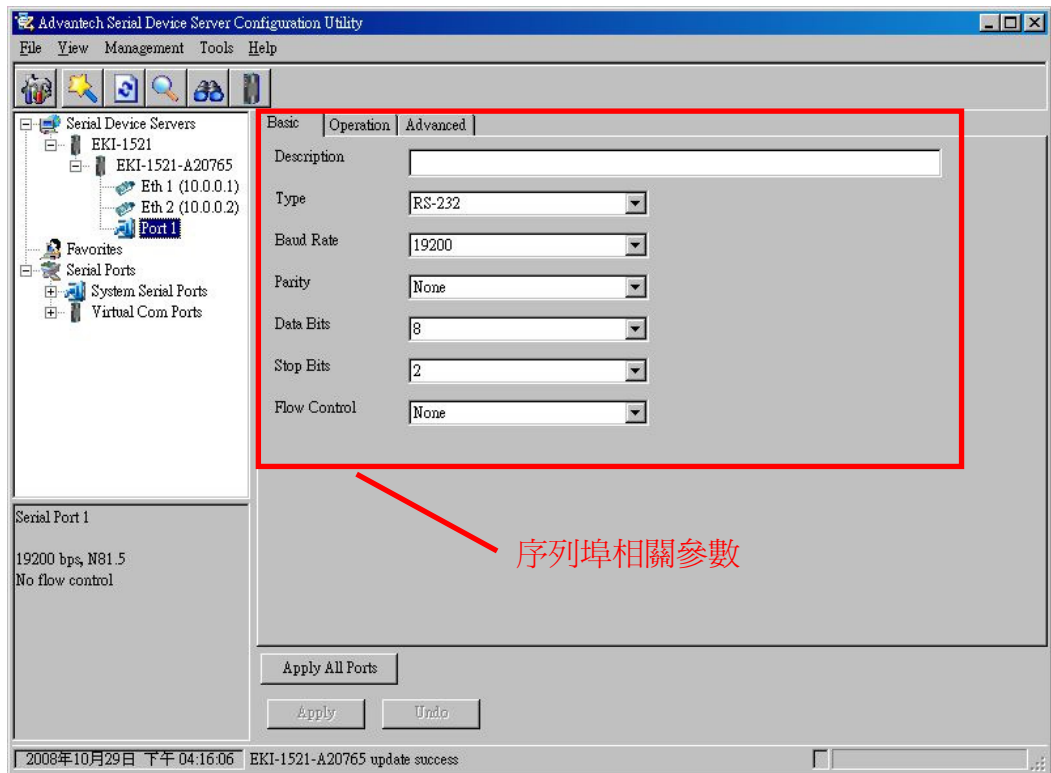 Advantech Serial Device Server Configuration Utility
File View Management Tools Help
Serial Device Servers
EKI-1521
EKI-1521-A20765
Eth 1 (10.0.0.1)
Eth 2 (10.0.0.2)
Port 1
Favorites
Serial Ports
System Serial Ports
Virtual Com Ports
Basic Operation Advanced
Description
Type RS-232
Baud Rate 19200
Parity None
Data Bits 8
Stop Bits 2
Flow Control None
序列埠相關參數
Serial Port 1
19200 bps, N81.5
No flow control
Apply All Ports
Apply Undo
2008年10月29日 下午 04:16:06 EKI-1521-A20765 update success